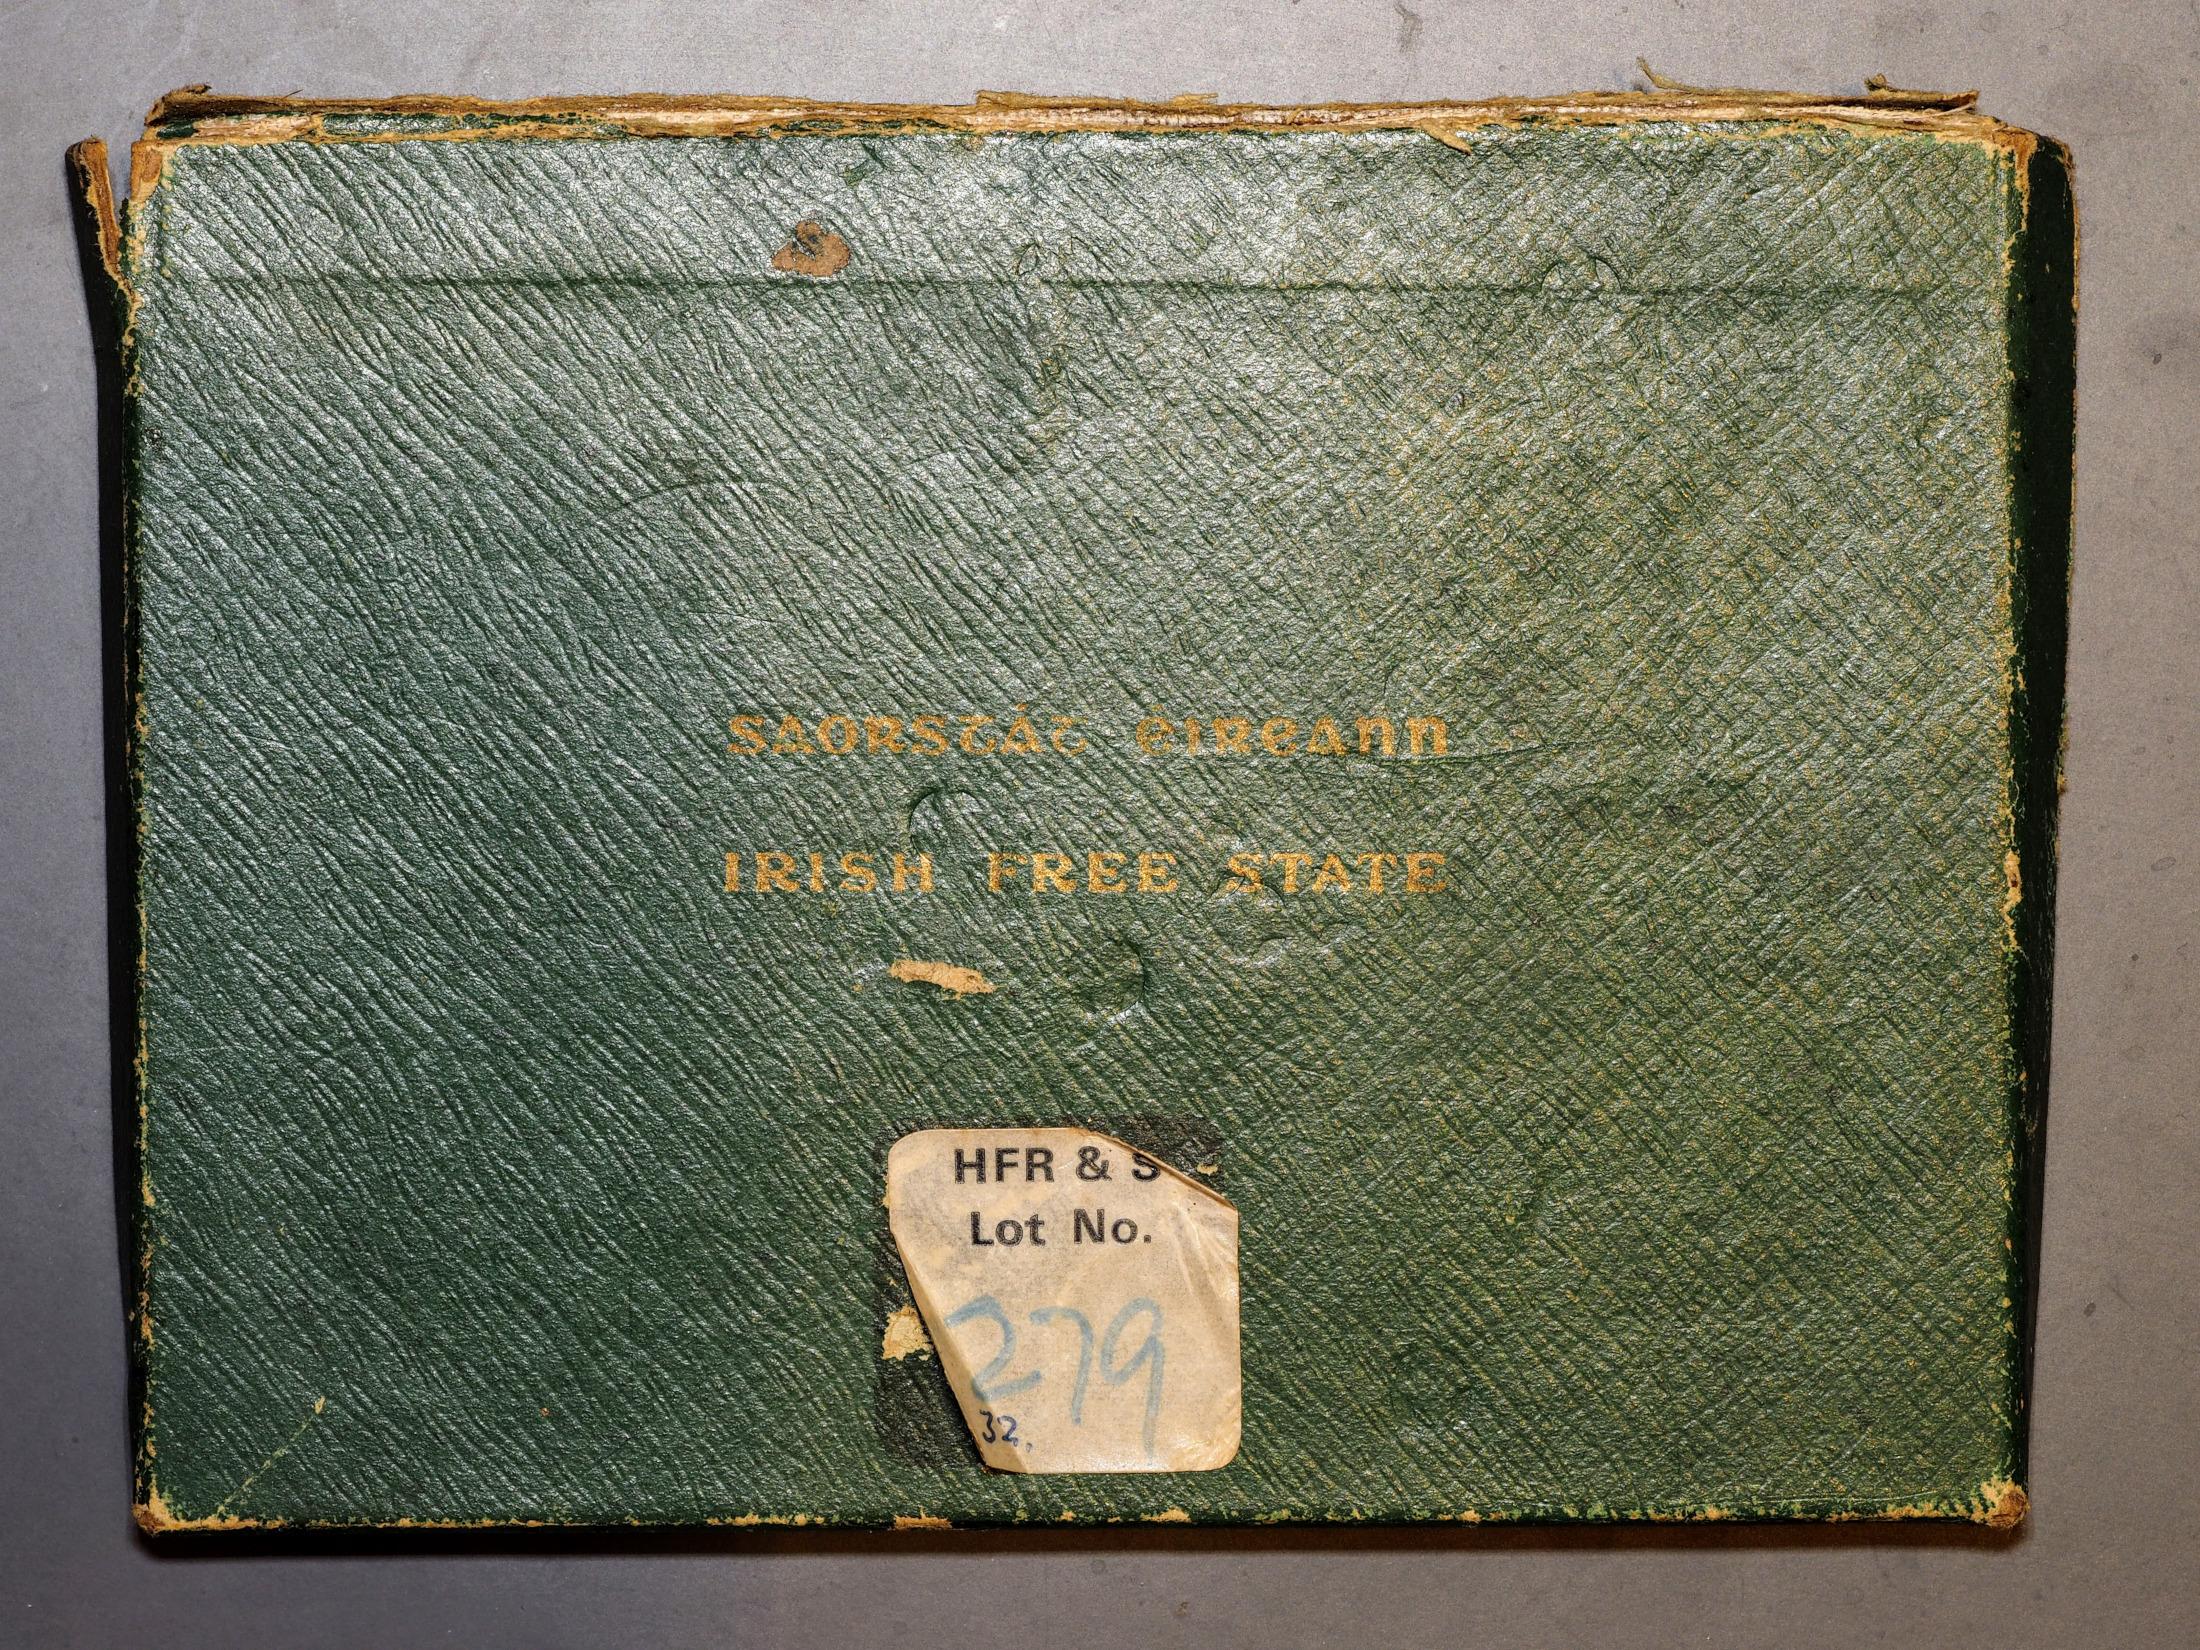 SAORSTÁT ÉIREANN
IRISH FREE STATE
HFR & S
Lot No.
279
32.